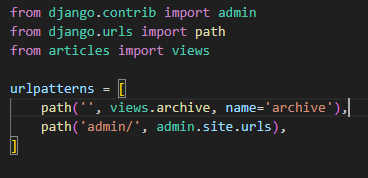 from django.contrib import admin
from django.urls import path
from articles import views
urlpatterns = [
    path('', views.archive, name='archive'),
    path('admin/', admin.site.urls),
]